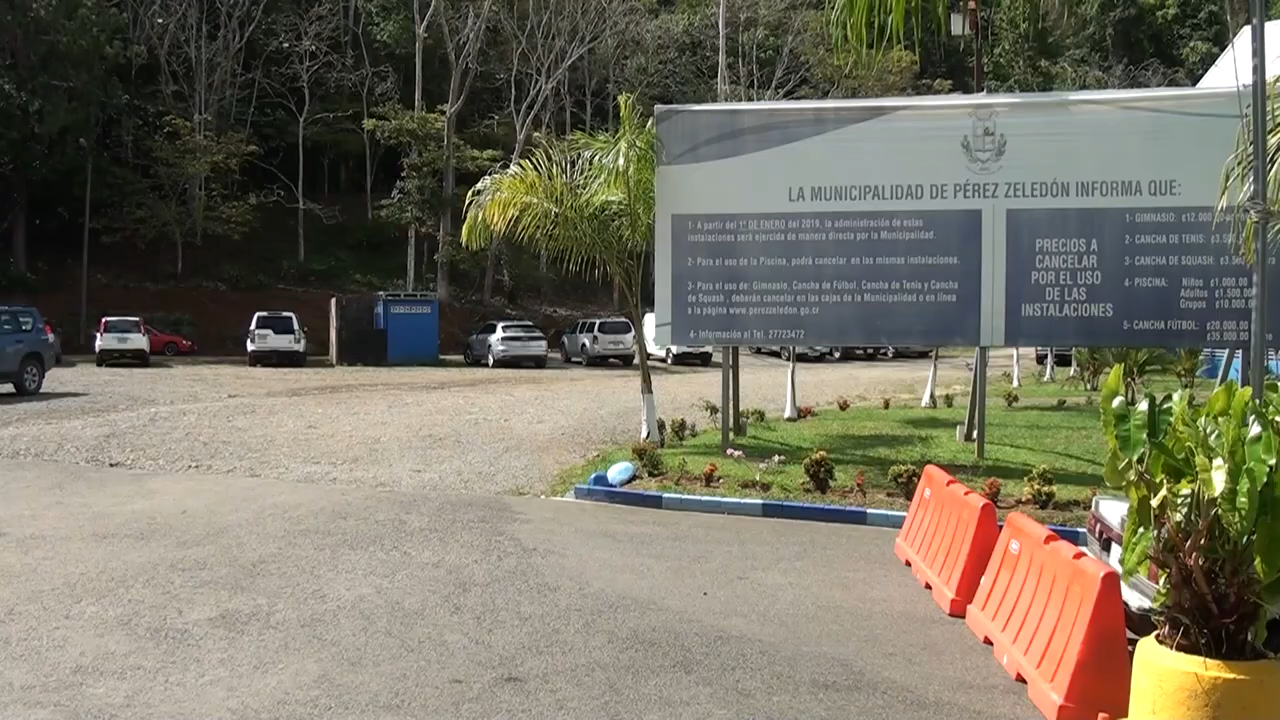 LA MUNICIPALIDAD DE PÉREZ ZELEDÓN INFORMA QUE:
1- A partir del 1º DE ENERO del 2019, la administración de estas
instalaciones será ejercida de manera directa por la Municipalidad.
2- Para el uso de la Piscina, podrá cancelar en los mismas instalaciones.
3- Para el uso de: Gimnasio, Cancha de Fútbol, Cancha de Tenis y Cancha
de Squash, deberán cancelar en las cajas de la Municipalidad o en línea
a la página www.perezzeledon.go.cr
4- Información al Tel. 27723472
PRECIOS A
CANCELAR
POR EL USO
DE LAS
INSTALACIONES
1- GIMNASIO: ¢12.000
2- CANCHA DE TENIS:
3- CANCHA DE SQUASH:
4- PISCINA: Niños ¢1.000.00
Adultos ¢1.500.00
Grupos ¢10.000.00
5- CANCHA FÚTBOL: ¢20.000.00
¢35.000.00